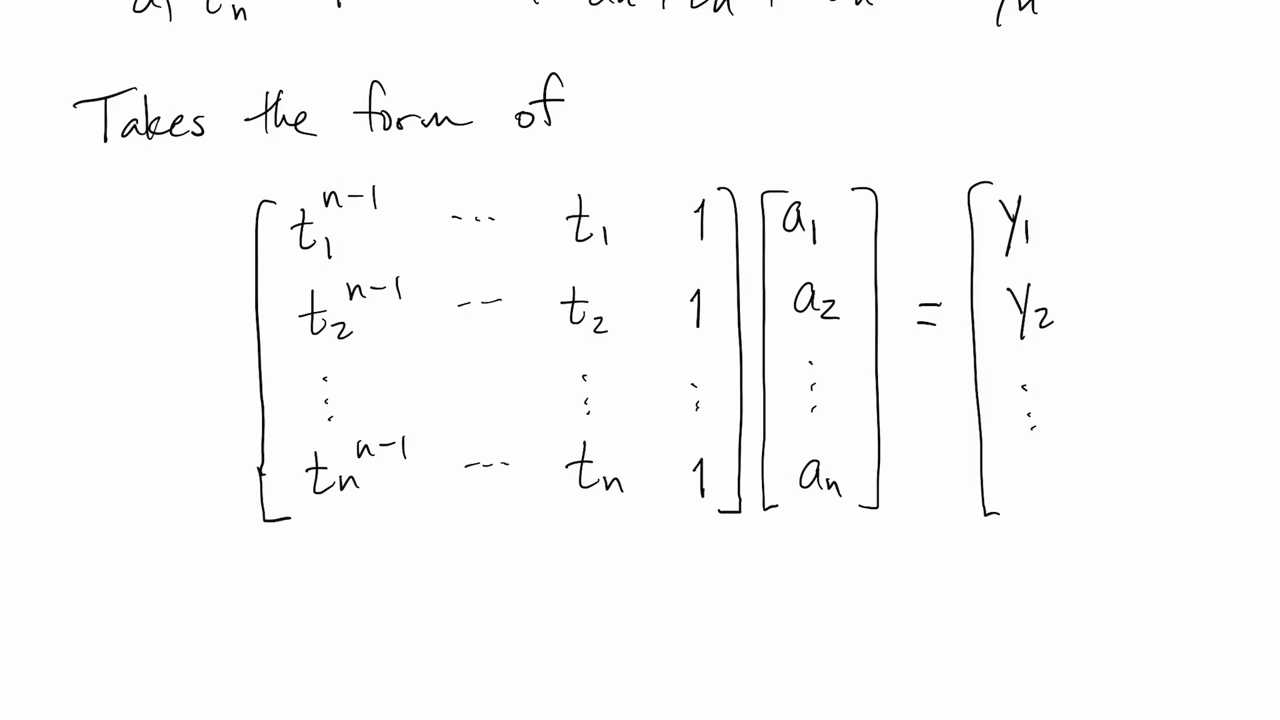 Takes the form of
[ t₁ⁿ⁻¹ ... t₁ 1 ] [ a₁ ] = [ y₁
t₂ⁿ⁻¹ ... t₂ 1 a₂ y₂
⋮ ⋮ ⋮ ⋮ ⋮
tₙⁿ⁻¹ ... tₙ 1 aₙ